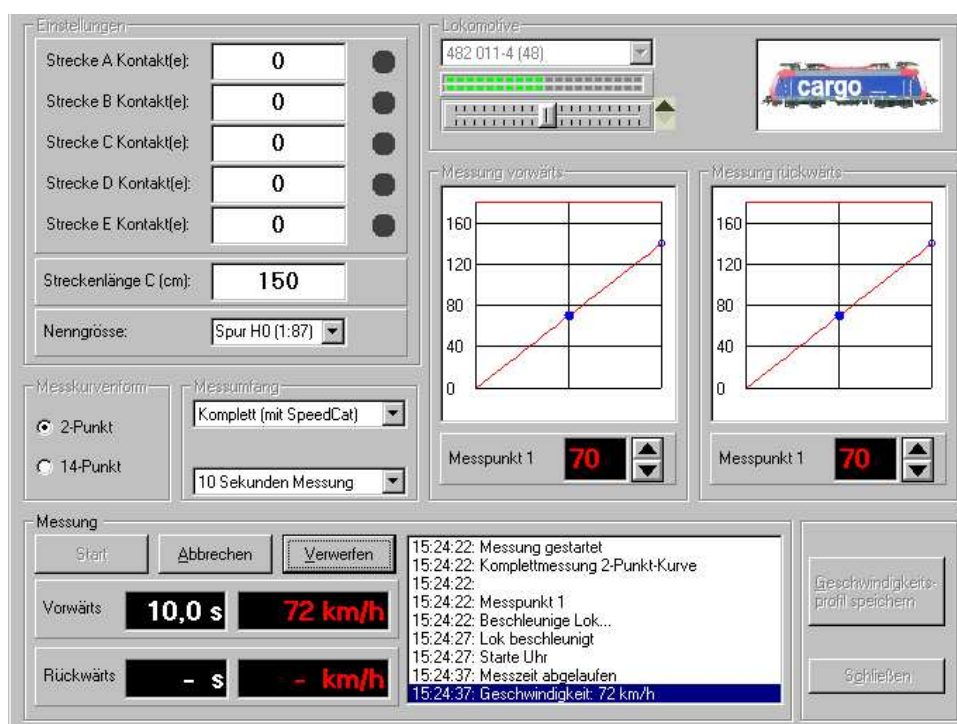 Einstellungen
Strecke A Kontakt(e): 0
Strecke B Kontakt(e): 0
Strecke C Kontakt(e): 0
Strecke D Kontakt(e): 0
Strecke E Kontakt(e): 0
Streckenlänge C (cm): 150
Nenngrösse: Spur H0 (1:87)
Lokomotive
482 011-4 (48)
cargo
Messung vorwärts
160
120
80
40
0
Messpunkt 1 70
Messung rückwärts
160
120
80
40
0
Messpunkt 1 70
Messkurvenform
2-Punkt
14-Punkt
Messumfang
Komplett (mit SpeedCat)
10 Sekunden Messung
Messung
Start Abbrechen Verwerfen
Vorwärts 10,0 s 72 km/h
Rückwärts - s - km/h
15:24:22: Messung gestartet
15:24:22: Komplettmessung 2-Punkt-Kurve
15:24:22:
15:24:22: Messpunkt 1
15:24:22: Beschleunige Lok...
15:24:27: Lok beschleunigt
15:24:27: Starte Uhr
15:24:37: Messzeit abgelaufen
15:24:37: Geschwindigkeit: 72 km/h
Geschwindigkeits-
profil speichern
Schließen